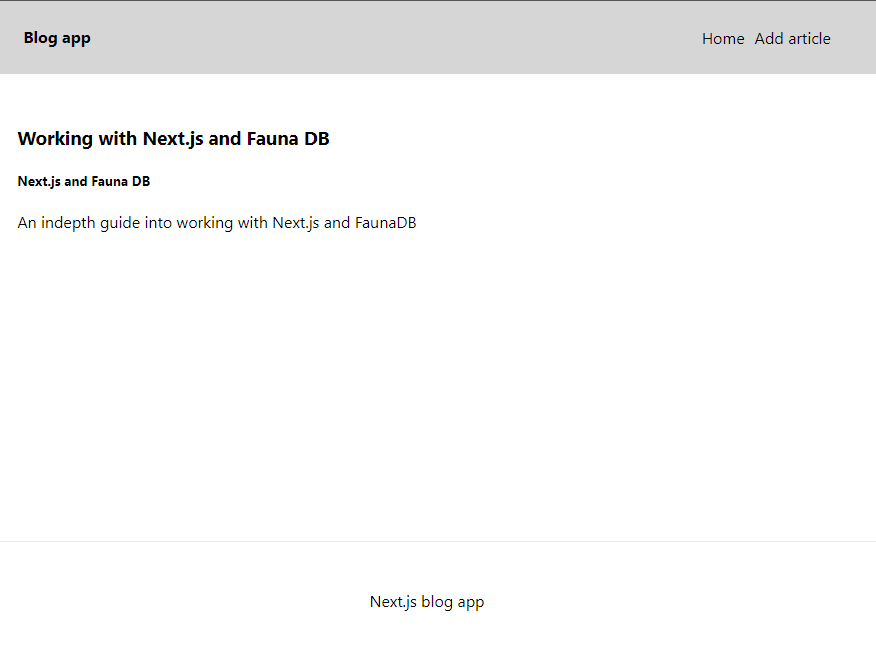 Blog app
Home Add article
Working with Next.js and Fauna DB
Next.js and Fauna DB
An indepth guide into working with Next.js and FaunaDB
Next.js blog app